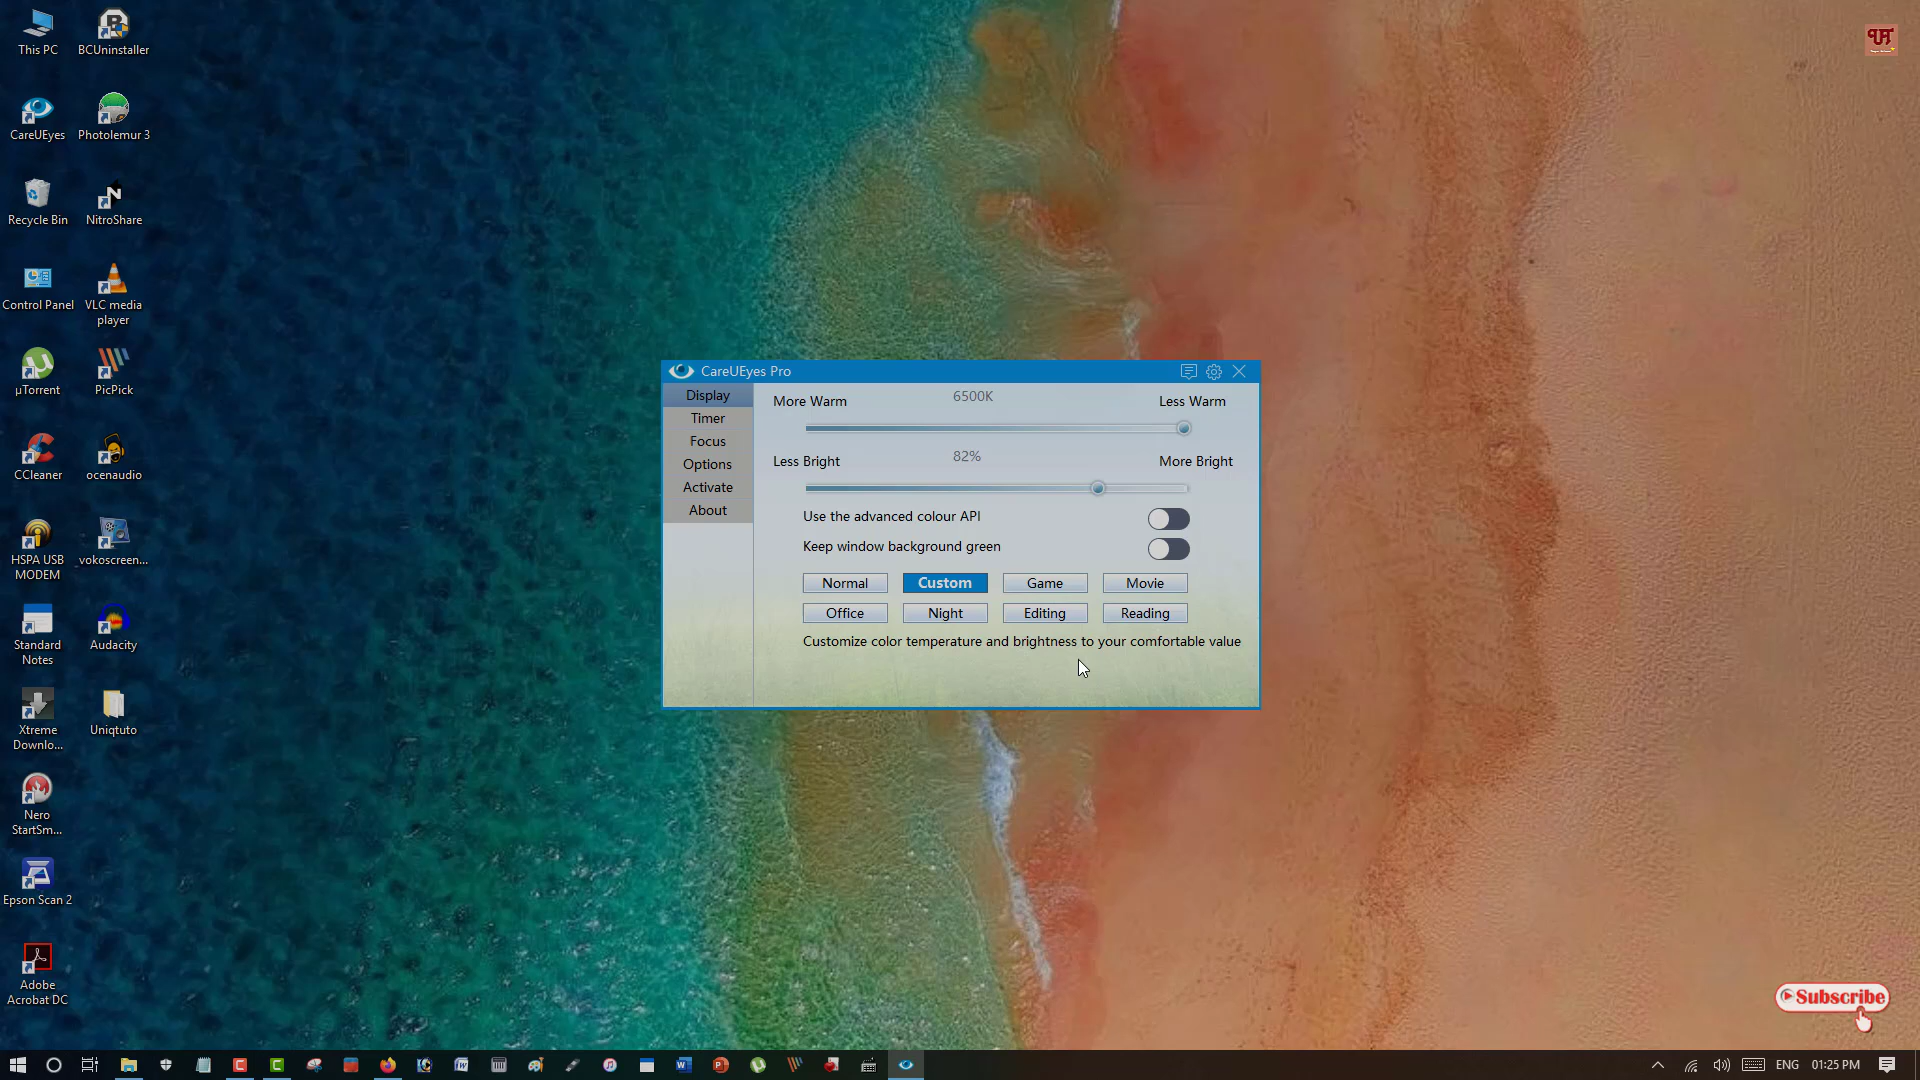 This PC
BCUninstaller
CareUEyes
Photolemur 3
Recycle Bin
NitroShare
Control Panel
VLC media
player
µTorrent
PicPick
CCleaner
ocenaudio
HSPA USB
MODEM
vokoscreen...
Standard
Notes
Audacity
Xtreme
Downlo...
Uniqtuto
Nero
StartSm...
Epson Scan 2
Adobe
Acrobat DC
CareUEyes Pro
Display
Timer
Focus
Options
Activate
About
More Warm
6500K
Less Warm
Less Bright
82%
More Bright
Use the advanced colour API
Keep window background green
Normal
Custom
Game
Movie
Office
Night
Editing
Reading
Customize color temperature and brightness to your comfortable value
Subscribe
ENG
01:25 PM